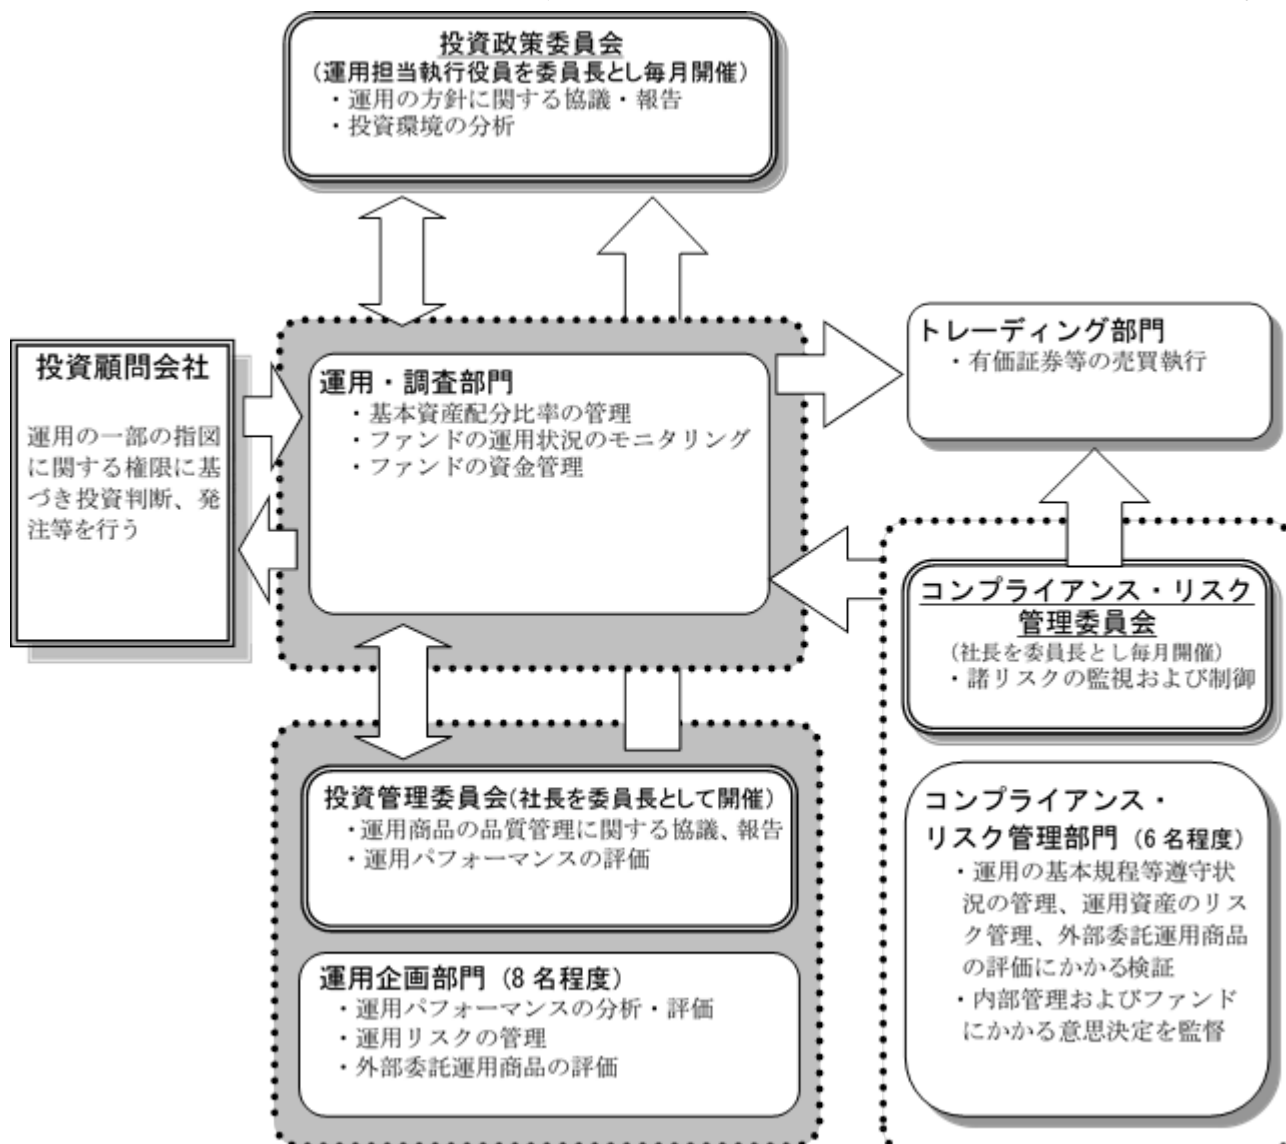 投資政策委員会
（運用担当執行役員を委員長とし毎月開催）
・運用の方針に関する協議・報告
・投資環境の分析
投資顧問会社
運用の一部の指図
に関する権限に基
づき投資判断、発
注等を行う
運用・調査部門
・基本資産配分比率の管理
・ファンドの運用状況のモニタリング
・ファンドの資金管理
トレーディング部門
・有価証券等の売買執行
コンプライアンス・リスク
管理委員会
（社長を委員長とし毎月開催）
・諸リスクの監視および制御
投資管理委員会（社長を委員長として開催）
・運用商品の品質管理に関する協議、報告
・運用パフォーマンスの評価
運用企画部門（8名程度）
・運用パフォーマンスの分析・評価
・運用リスクの管理
・外部委託運用商品の評価
コンプライアンス・
リスク管理部門（6名程度）
・運用の基本規程等遵守状
況の管理、運用資産のリス
ク管理、外部委託運用商品
の評価にかかる検証
・内部管理およびファンド
にかかる意思決定を監督